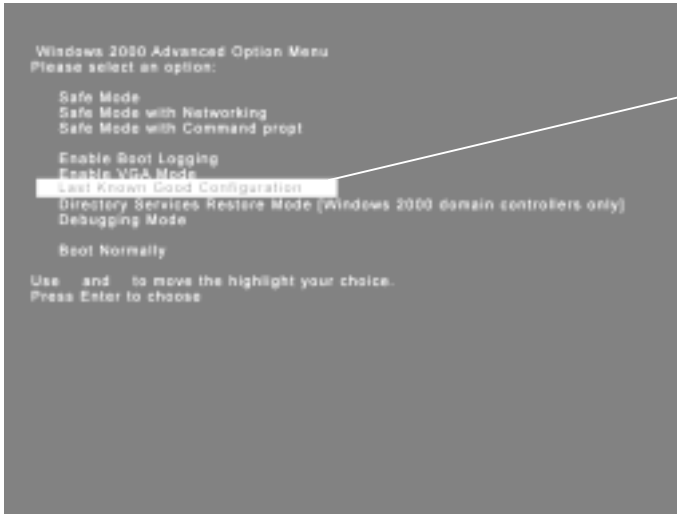 Windows 2000 Advanced Option Menu
Please select an option:
Safe Mode
Safe Mode with Networking
Safe Mode with Command propt
Enable Boot Logging
Enable VGA Mode
Last Known Good Configuration
Directory Services Restore Mode [Windows 2000 domain controllers only]
Debugging Mode
Boot Normally
Use and to move the highlight your choice.
Press Enter to choose